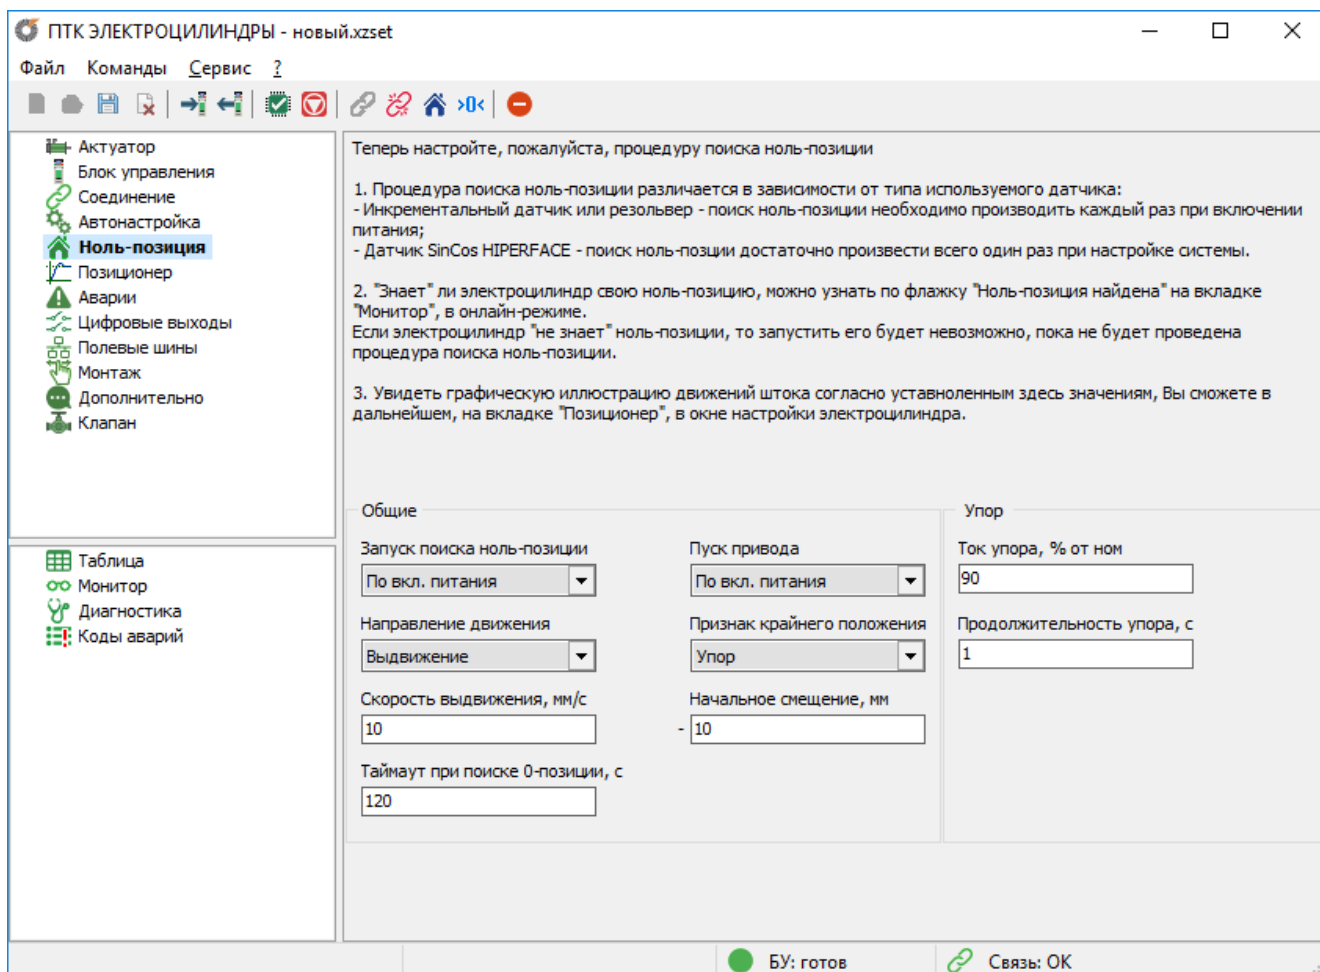 ПТК ЭЛЕКТРОЦИЛИНДРЫ - новый.xzset
Файл Команды Сервис ?
>0<
Актуатор
Блок управления
Соединение
Автонастройка
Ноль-позиция
Позиционер
Аварии
Цифровые выходы
Полевые шины
Монтаж
Дополнительно
Клапан
Таблица
Монитор
Диагностика
Коды аварий
Теперь настройте, пожалуйста, процедуру поиска ноль-позиции
1. Процедура поиска ноль-позиции различается в зависимости от типа используемого датчика:
- Инкрементальный датчик или резольвер - поиск ноль-позиции необходимо производить каждый раз при включении
питания;
- Датчик SinCos HIPERFACE - поиск ноль-позции достаточно произвести всего один раз при настройке системы.
2. "Знает" ли электроцилиндр свою ноль-позицию, можно узнать по флажку "Ноль-позиция найдена" на вкладке
"Монитор", в онлайн-режиме.
Если электроцилиндр "не знает" ноль-позиции, то запустить его будет невозможно, пока не будет проведена
процедура поиска ноль-позиции.
3. Увидеть графическую иллюстрацию движений штока согласно уставноленным здесь значениям, Вы сможете в
дальнейшем, на вкладке "Позиционер", в окне настройки электроцилиндра.
Общие
Запуск поиска ноль-позиции
По вкл. питания
Пуск привода
По вкл. питания
Направление движения
Выдвижение
Признак крайнего положения
Упор
Скорость выдвижения, мм/с
10
Начальное смещение, мм
- 10
Таймаут при поиске 0-позиции, с
120
Упор
Ток упора, % от ном
90
Продолжительность упора, с
1
БУ: готов
Связь: ОК